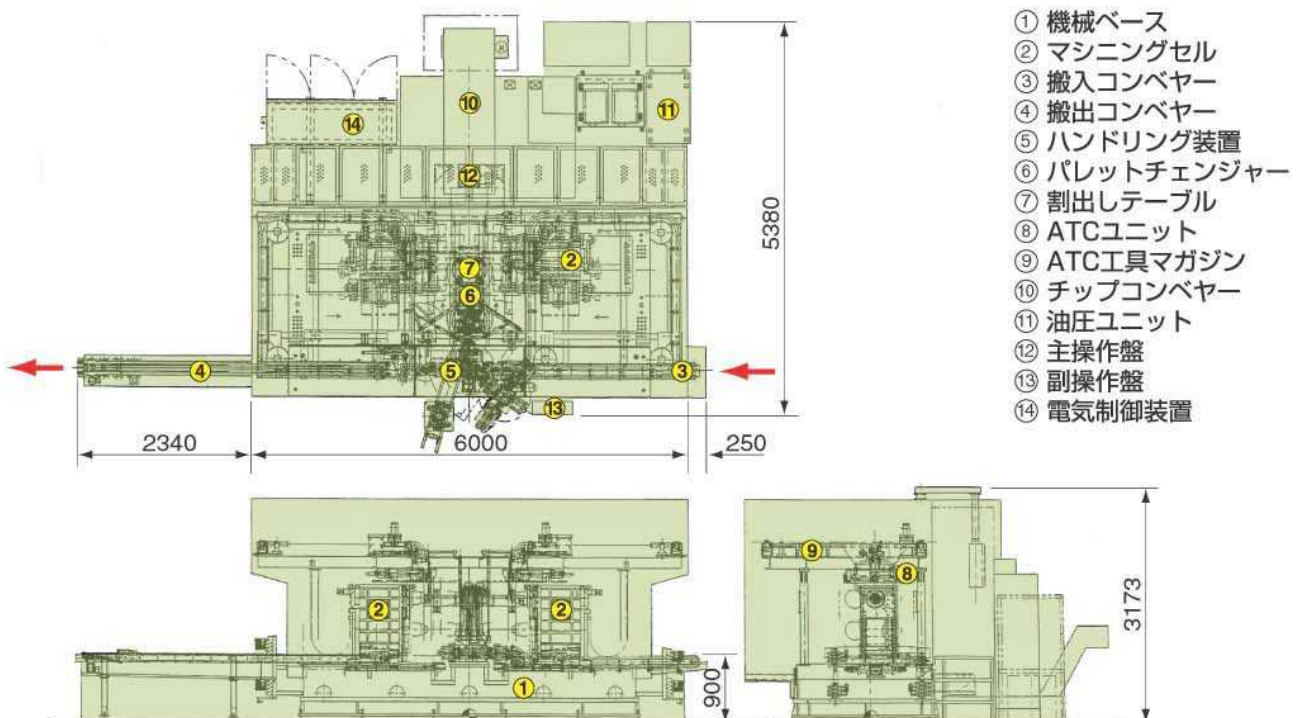 ① 機械ベース
② マシニングセル
③ 搬入コンベヤー
④ 搬出コンベヤー
⑤ ハンドリング装置
⑥ パレットチェンジャー
⑦ 割出しテーブル
⑧ ATCユニット
⑨ ATC工具マガジン
⑩ チップコンベヤー
⑪ 油圧ユニット
⑫ 主操作盤
⑬ 副操作盤
⑭ 電気制御装置
⑩
⑪
⑭
⑫
5380
②
⑦
⑥
④
⑤
③
⑬
2340
6000
250
⑨
⑧
②
②
3173
900
①